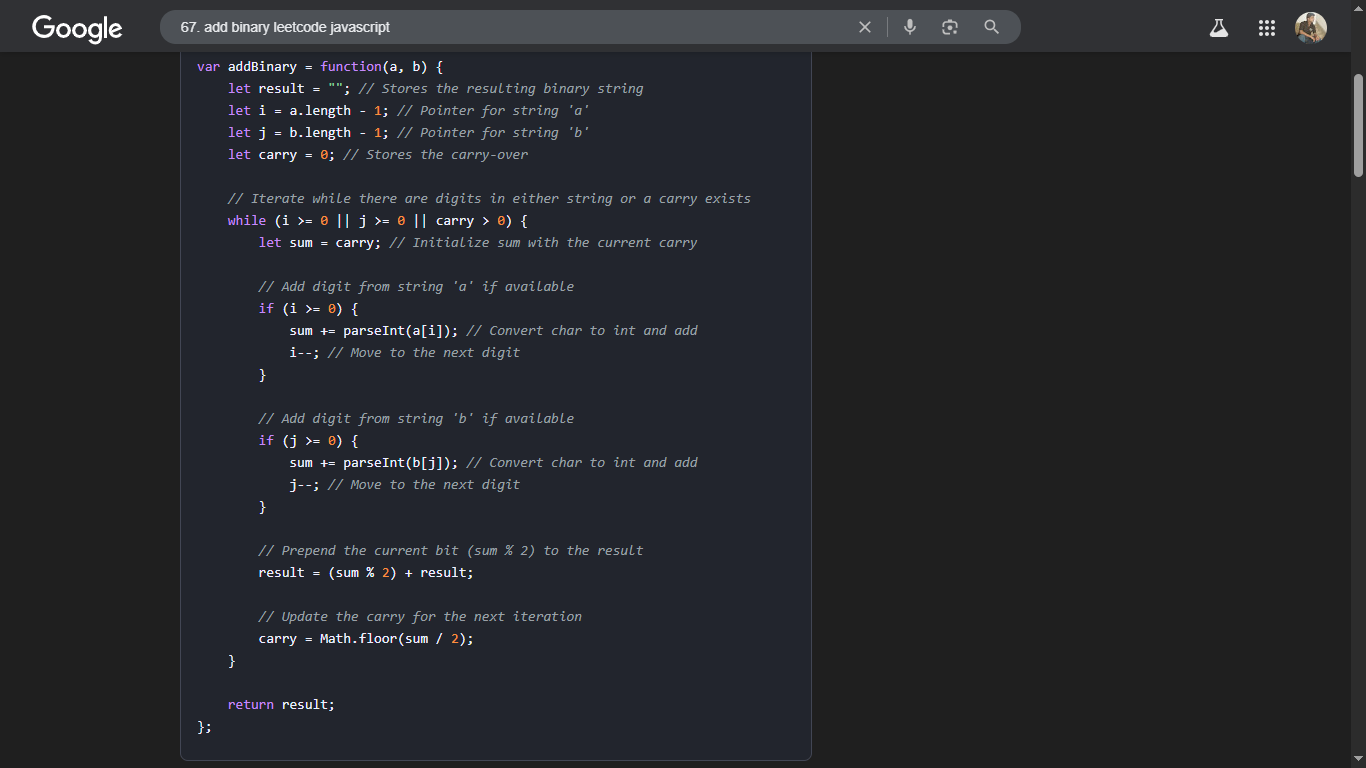 Google
67. add binary leetcode javascript
var addBinary = function(a, b) {
    let result = ""; // Stores the resulting binary string
    let i = a.length - 1; // Pointer for string 'a'
    let j = b.length - 1; // Pointer for string 'b'
    let carry = 0; // Stores the carry-over
    // Iterate while there are digits in either string or a carry exists
    while (i >= 0 || j >= 0 || carry > 0) {
        let sum = carry; // Initialize sum with the current carry
        // Add digit from string 'a' if available
        if (i >= 0) {
            sum += parseInt(a[i]); // Convert char to int and add
            i--; // Move to the next digit
        }
        // Add digit from string 'b' if available
        if (j >= 0) {
            sum += parseInt(b[j]); // Convert char to int and add
            j--; // Move to the next digit
        }
        // Prepend the current bit (sum % 2) to the result
        result = (sum % 2) + result;
        // Update the carry for the next iteration
        carry = Math.floor(sum / 2);
    }
    return result;
};